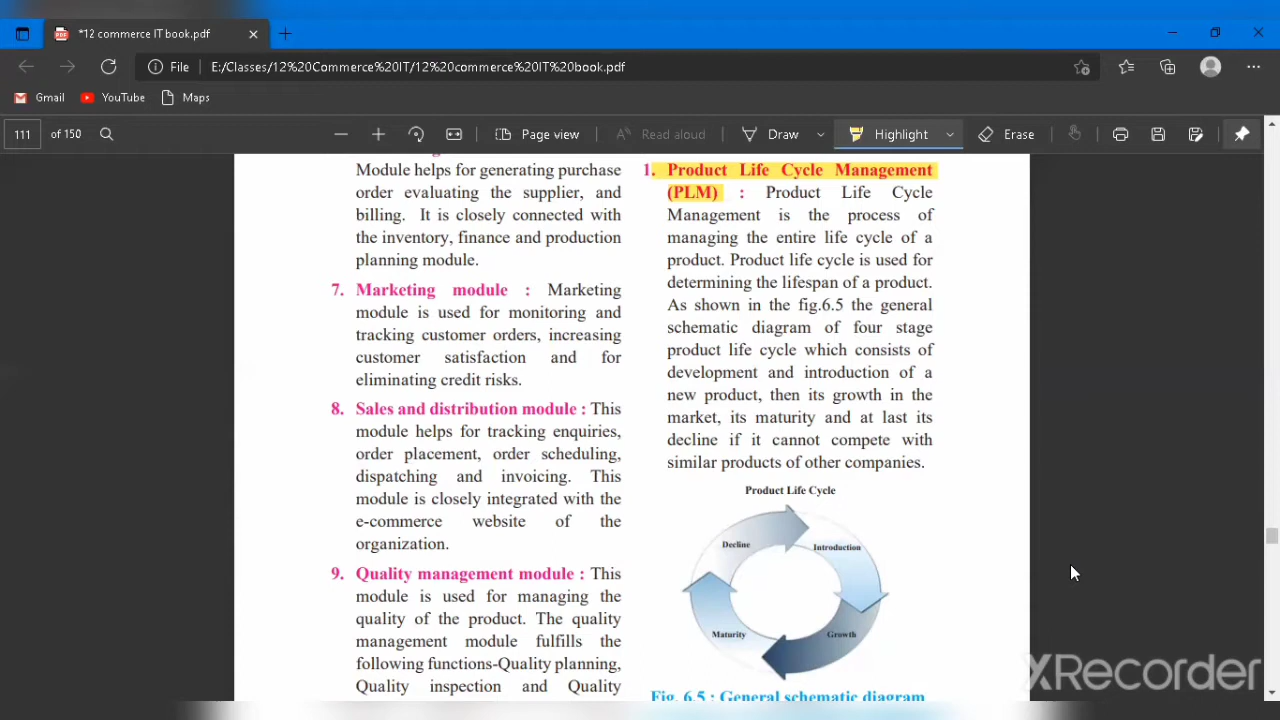 *12 commerce IT book.pdf
File
E:/Classes/12%20Commerce%20IT/12%20commerce%20IT%20book.pdf
Gmail
YouTube
Maps
111 of 150
Page view
Read aloud
Draw
Highlight
Erase
Module helps for generating purchase
order evaluating the supplier, and
billing. It is closely connected with
the inventory, finance and production
planning module.
7. Marketing module : Marketing
module is used for monitoring and
tracking customer orders, increasing
customer satisfaction and for
eliminating credit risks.
8. Sales and distribution module : This
module helps for tracking enquiries,
order placement, order scheduling,
dispatching and invoicing. This
module is closely integrated with the
e-commerce website of the
organization.
9. Quality management module : This
module is used for managing the
quality of the product. The quality
management module fulfills the
following functions-Quality planning,
Quality inspection and Quality
1. Product Life Cycle Management
(PLM) : Product Life Cycle
Management is the process of
managing the entire life cycle of a
product. Product life cycle is used for
determining the lifespan of a product.
As shown in the fig.6.5 the general
schematic diagram of four stage
product life cycle which consists of
development and introduction of a
new product, then its growth in the
market, its maturity and at last its
decline if it cannot compete with
similar products of other companies.
Product Life Cycle
Decline
Introduction
Maturity
Growth
Fig. 6.5 : General schematic diagram
XRecorder